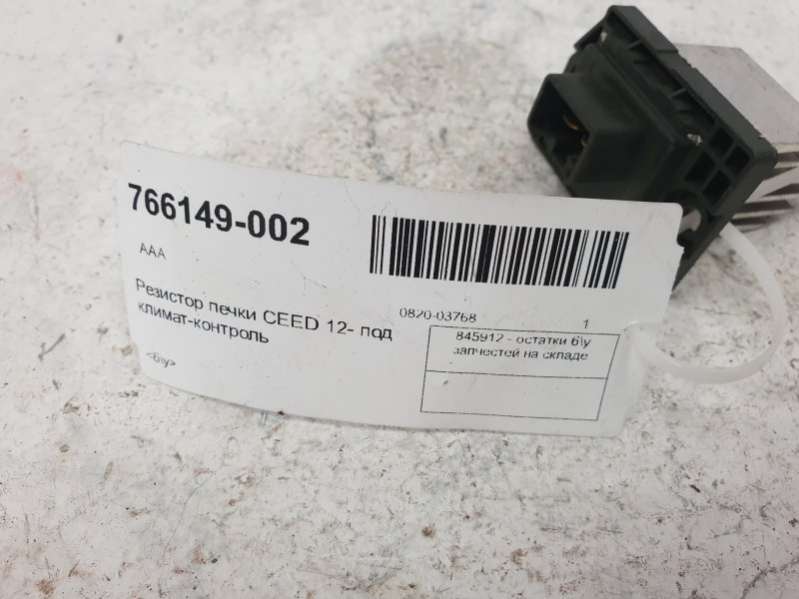 766149-002
AAA
Резистор печки CEED 12- под
климат-контроль
<б\у>
0820-03768 1
845912 - остатки б\у
запчестей на складе